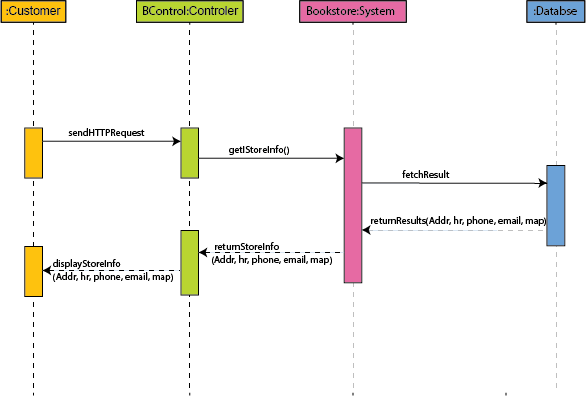 :Customer
BControl:Controler
Bookstore:System
:Databse
sendHTTPRequest
getIStoreInfo()
fetchResult
returnResults(Addr, hr, phone, email, map)
returnStoreInfo
(Addr, hr, phone, email, map)
displayStoreInfo
(Addr, hr, phone, email, map)